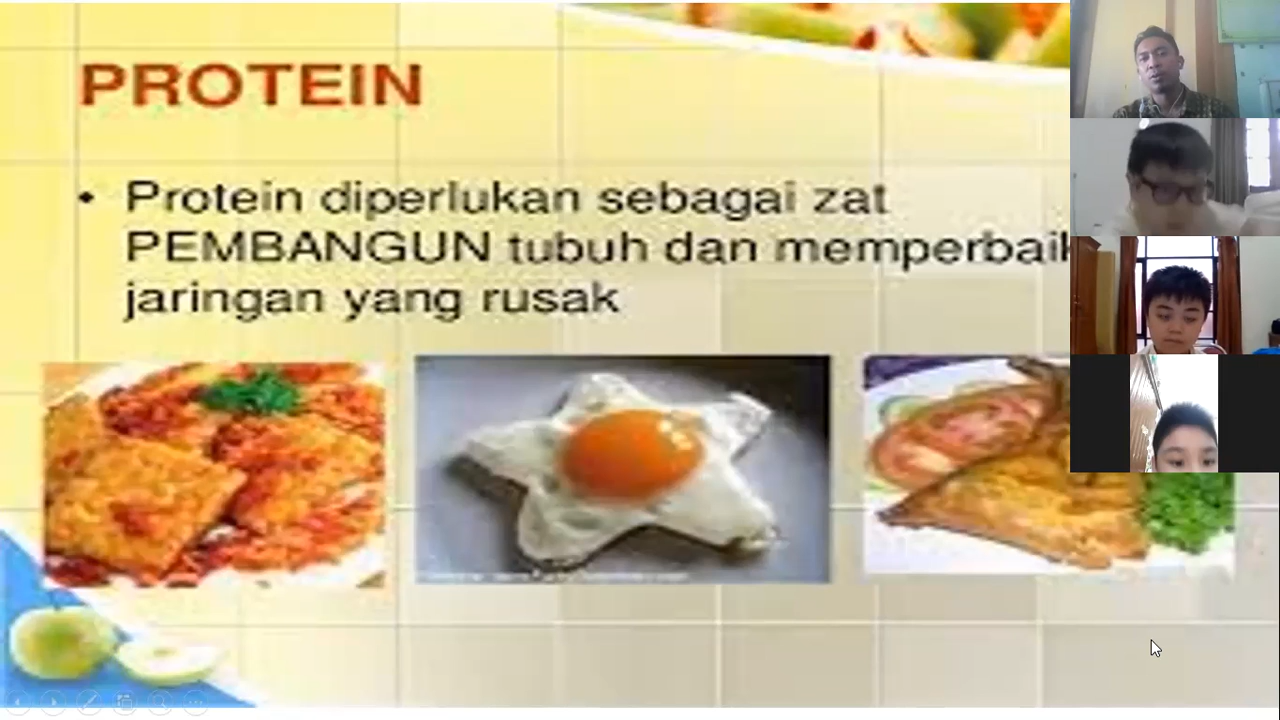 PROTEIN
• Protein diperlukan sebagai zat
PEMBANGUN tubuh dan memperbaik
jaringan yang rusak